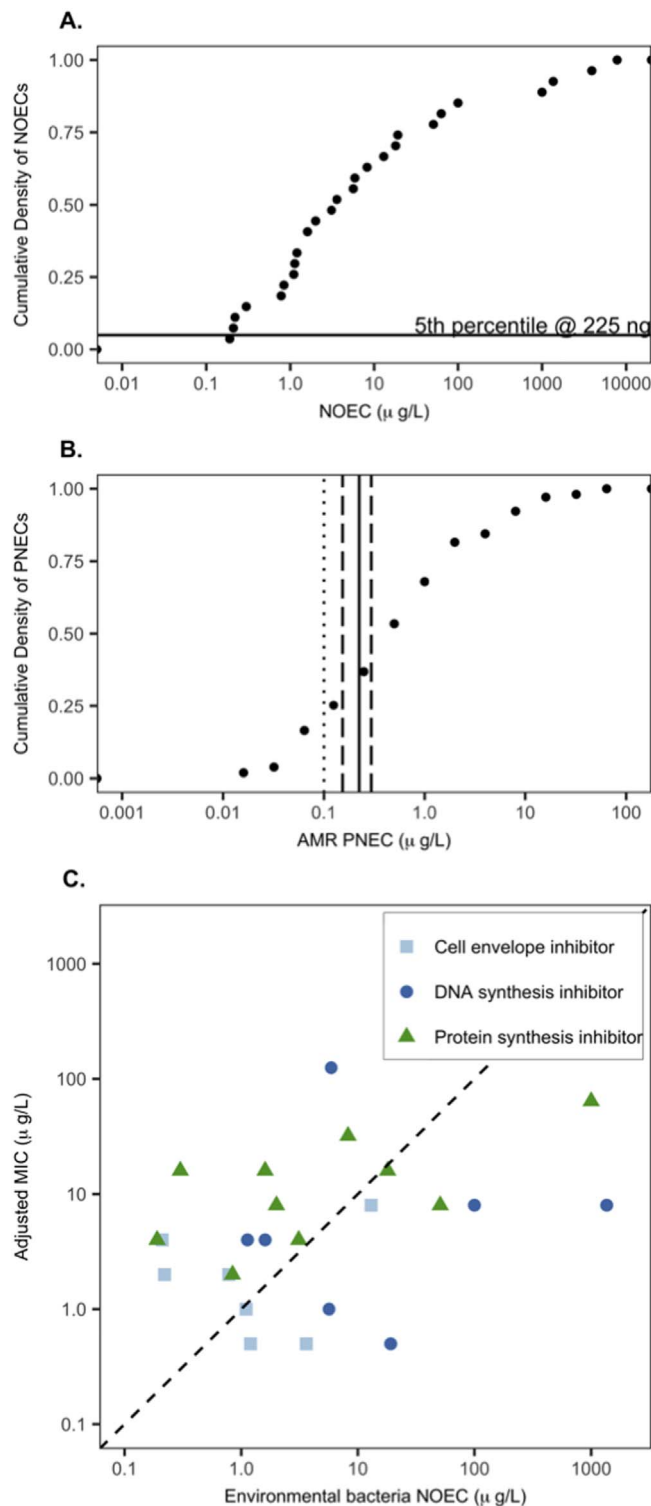 A.
Cumulative Density of NOECs
1.00
0.75
0.50
0.25
0.00
5th percentile @ 225 ng
0.01 0.1 1.0 10 100 1000 10000
NOEC (μ g/L)
B.
Cumulative Density of PNECs
1.00
0.75
0.50
0.25
0.00
0.001 0.01 0.1 1.0 10 100
AMR PNEC (μ g/L)
C.
Adjusted MIC (μ g/L)
Cell envelope inhibitor
DNA synthesis inhibitor
Protein synthesis inhibitor
1000
100
10
1.0
0.1
0.1 1.0 10 100 1000
Environmental bacteria NOEC (μ g/L)